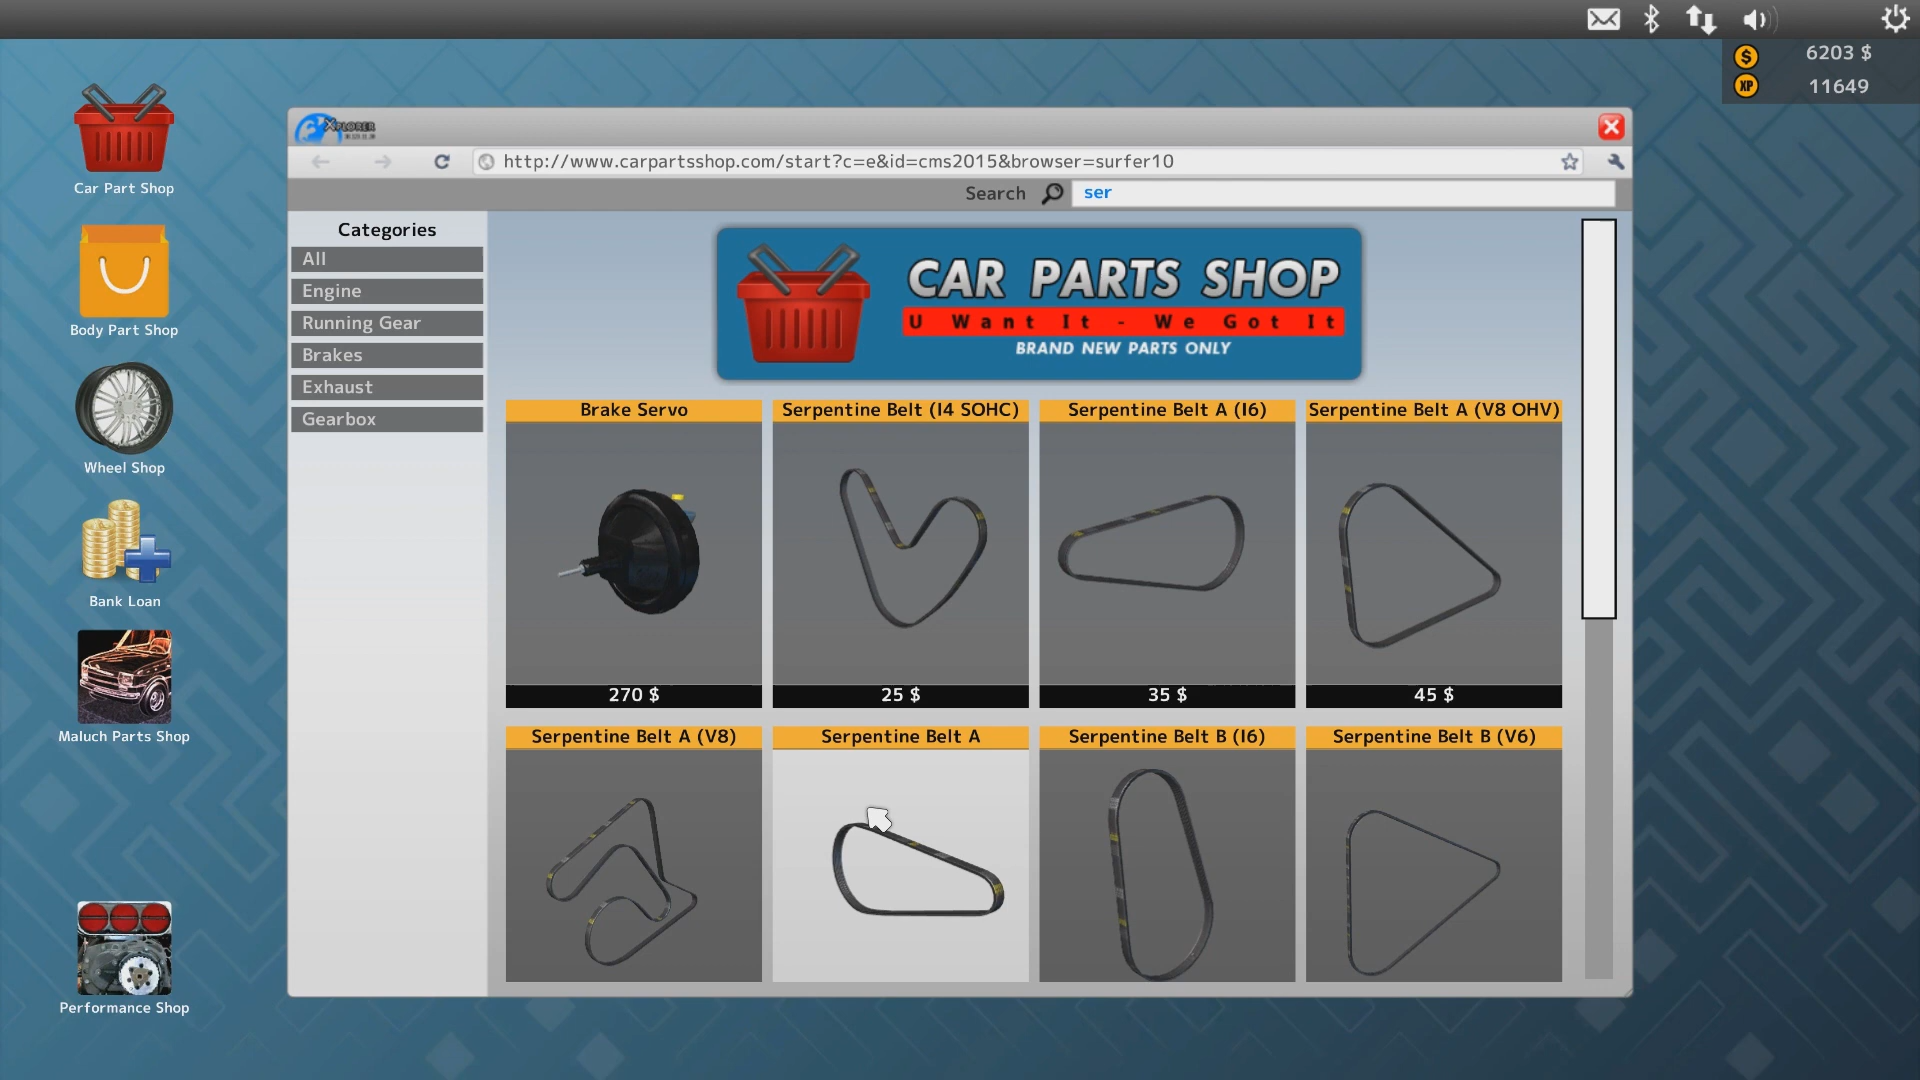 6203 $
XP 11649
Car Part Shop
Body Part Shop
Wheel Shop
Bank Loan
Maluch Parts Shop
Performance Shop
XPLORER
http://www.carpartsshop.com/start?c=e&id=cms2015&browser=surfer10
Search ser
Categories
All
Engine
Running Gear
Brakes
Exhaust
Gearbox
CAR PARTS SHOP
U Want It - We Got It
BRAND NEW PARTS ONLY
Brake Servo
270 $
Serpentine Belt (I4 SOHC)
25 $
Serpentine Belt A (I6)
35 $
Serpentine Belt A (V8 OHV)
45 $
Serpentine Belt A (V8)
Serpentine Belt A
Serpentine Belt B (I6)
Serpentine Belt B (V6)